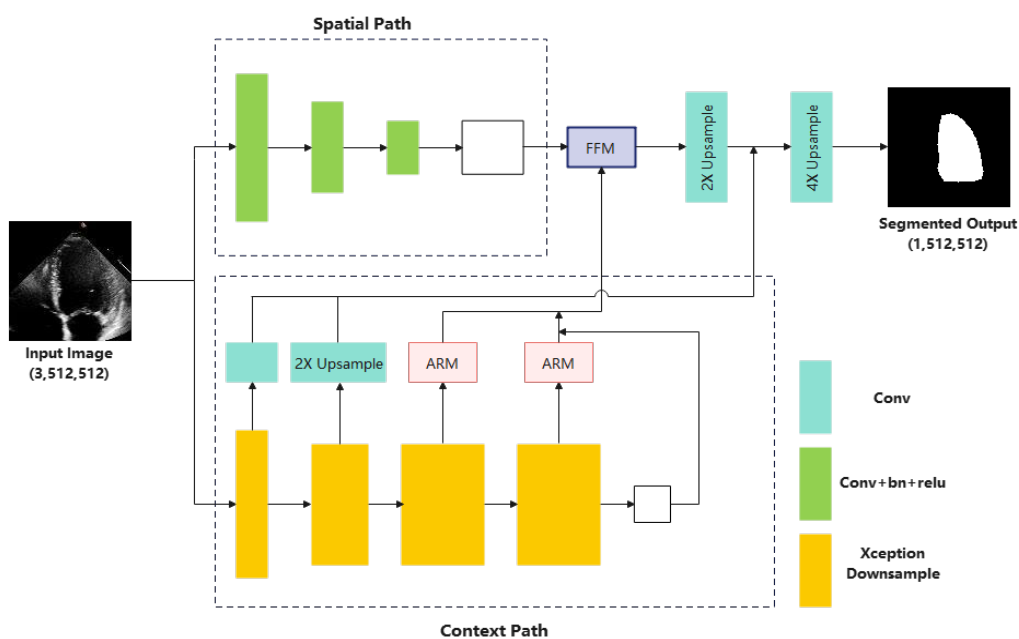 Spatial Path
FFM
2X Upsample
4X Upsample
Segmented Output
(1,512,512)
Input Image
(3,512,512)
2X Upsample
ARM
ARM
Conv
Conv+bn+relu
Xception
Downsample
Context Path